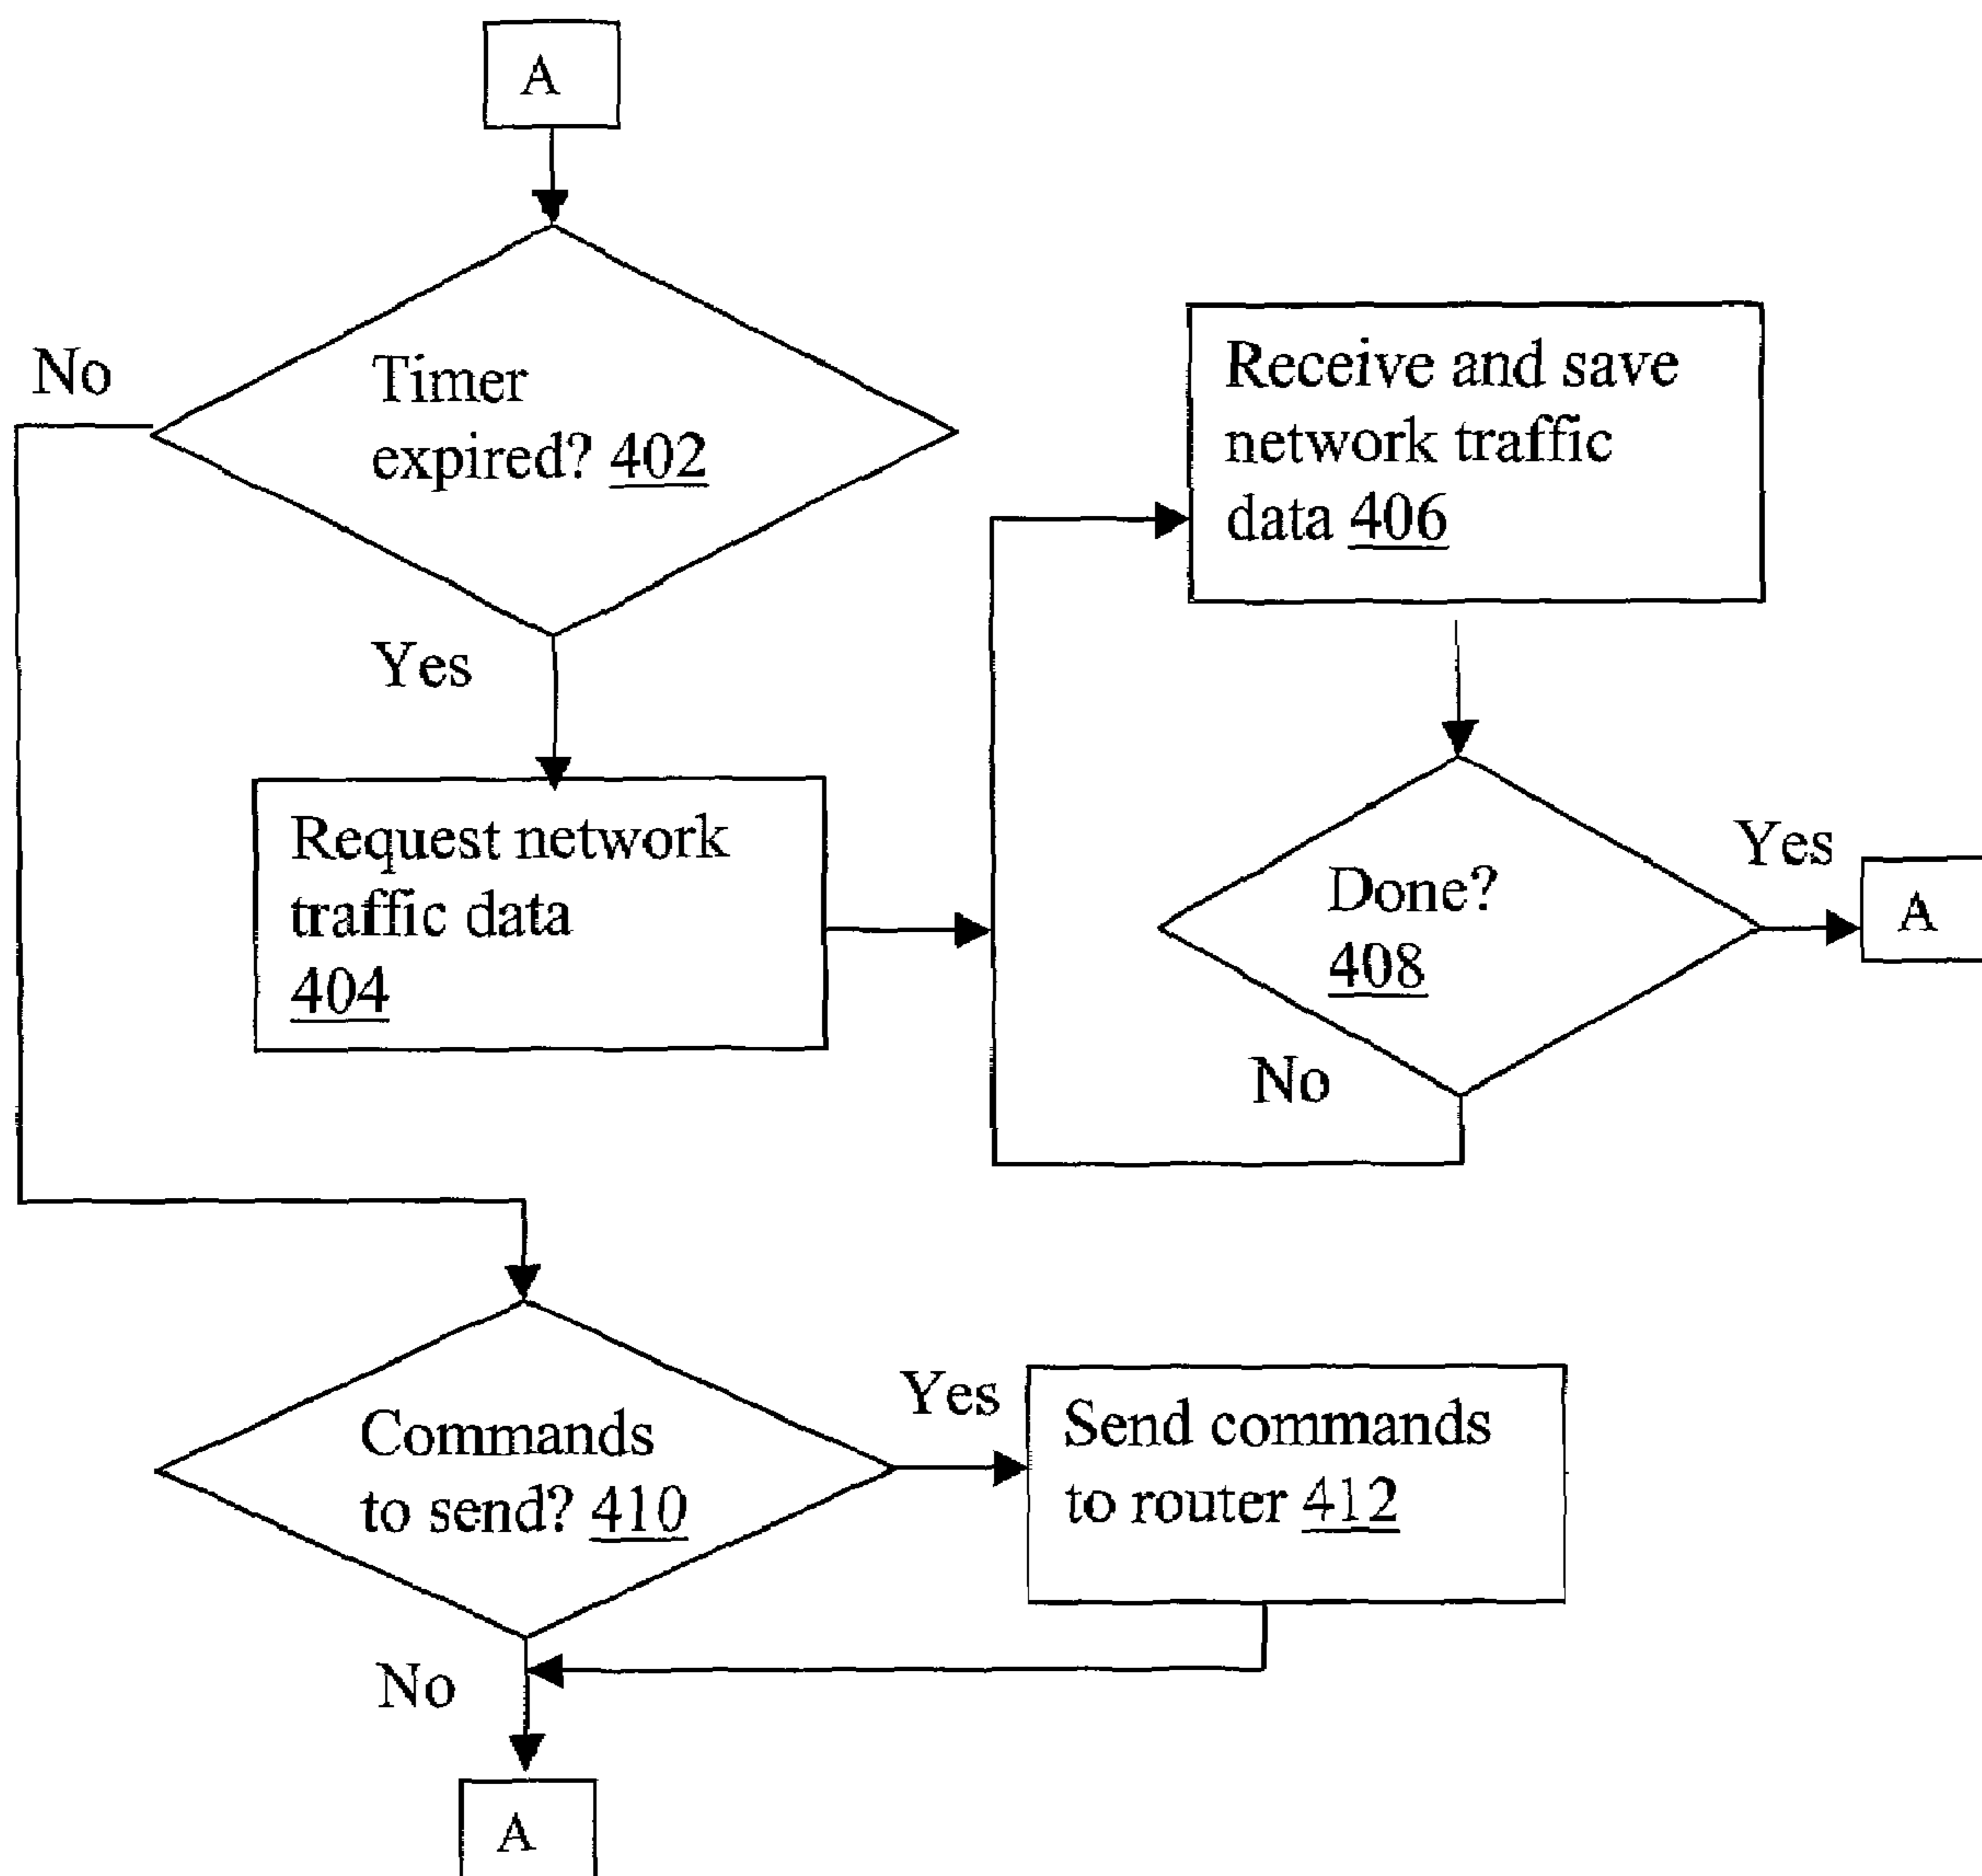 A
No
Timer
expired? 402
Yes
Request network
traffic data
404
Receive and save
network traffic
data 406
Done?
408
Yes
A
No
Commands
to send? 410
Yes
Send commands
to router 412
No
A